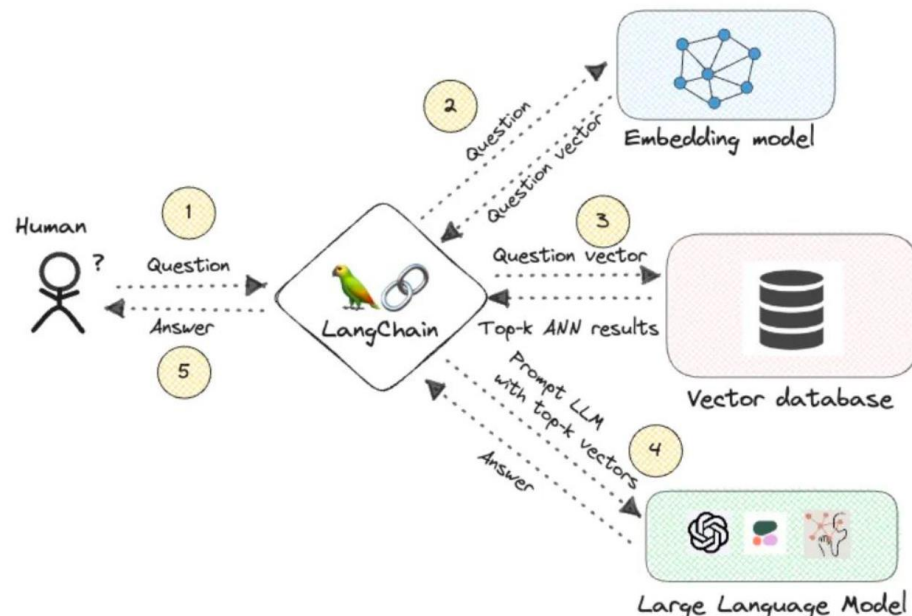 2
Question
Question vector
Embedding model
1
Human
?
Question
Answer
5
LangChain
3
Question vector
Top-k ANN results
Vector database
Prompt LLM
with top-k vectors
4
Answer
Large Language Model